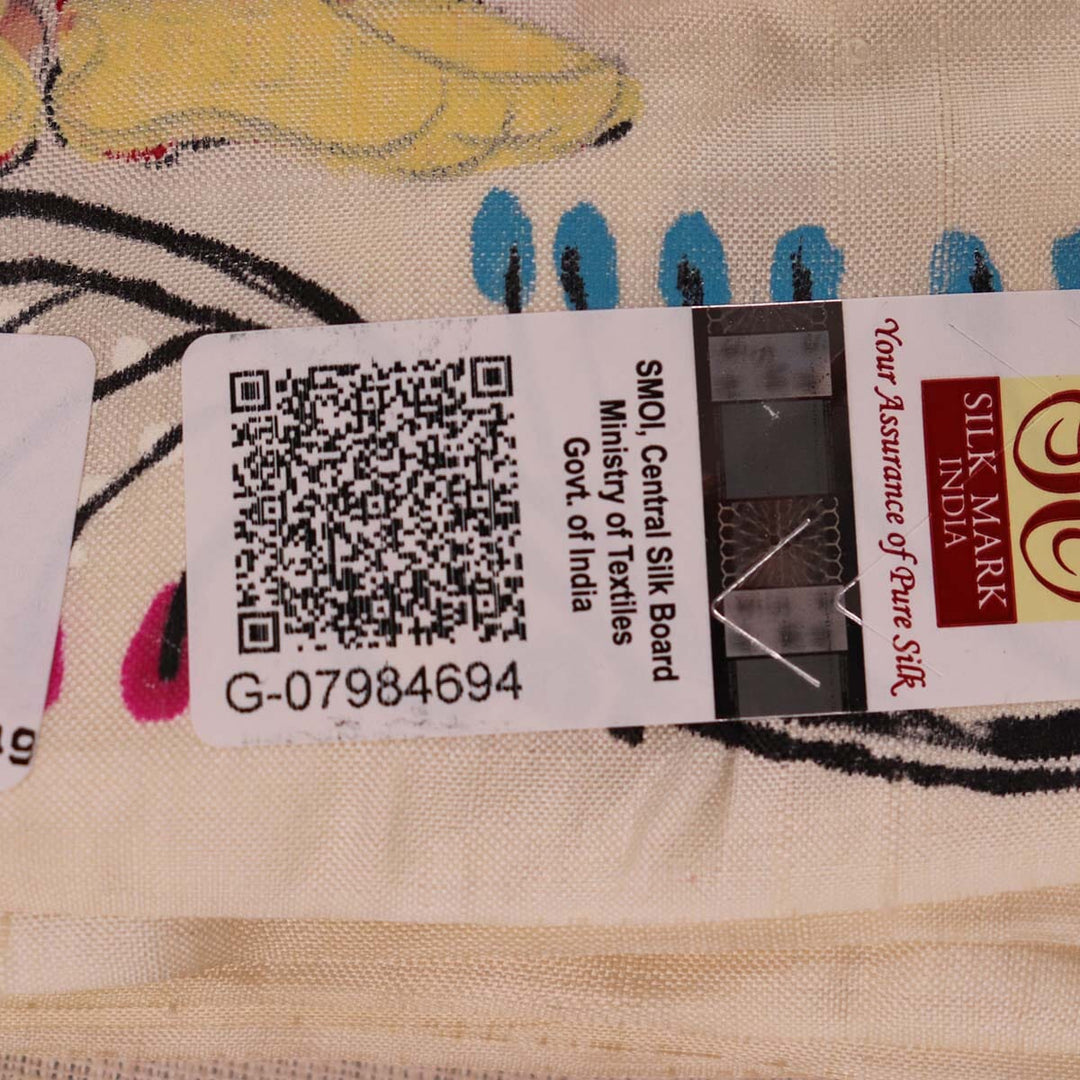 G-07984694
SMOI, Central Silk Board
Ministry of Textiles
Govt. of India
Your Assurance of Pure Silk
SILK MARK
INDIA